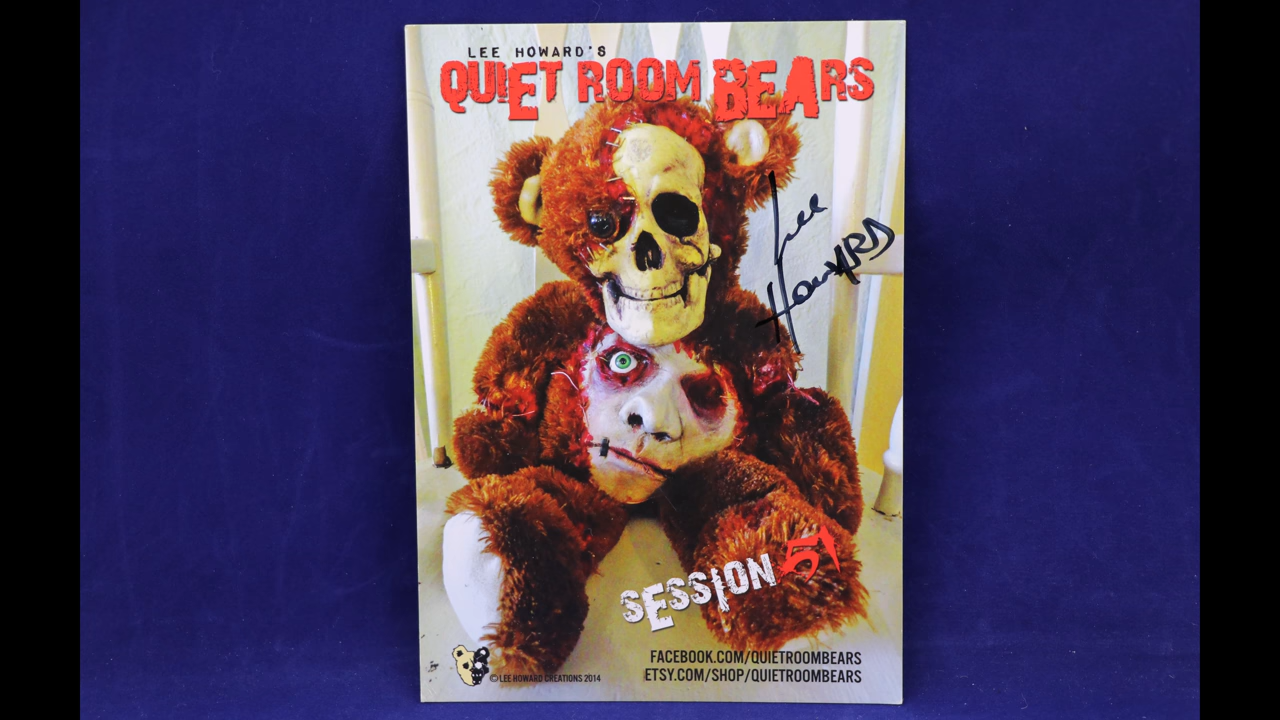 LEE HOWARD'S
QUIET ROOM BEARS
Lee
HowARD
SESSION 51
FACEBOOK.COM/QUIETROOMBEARS
ETSY.COM/SHOP/QUIETROOMBEARS
© LEE HOWARD CREATIONS 2014